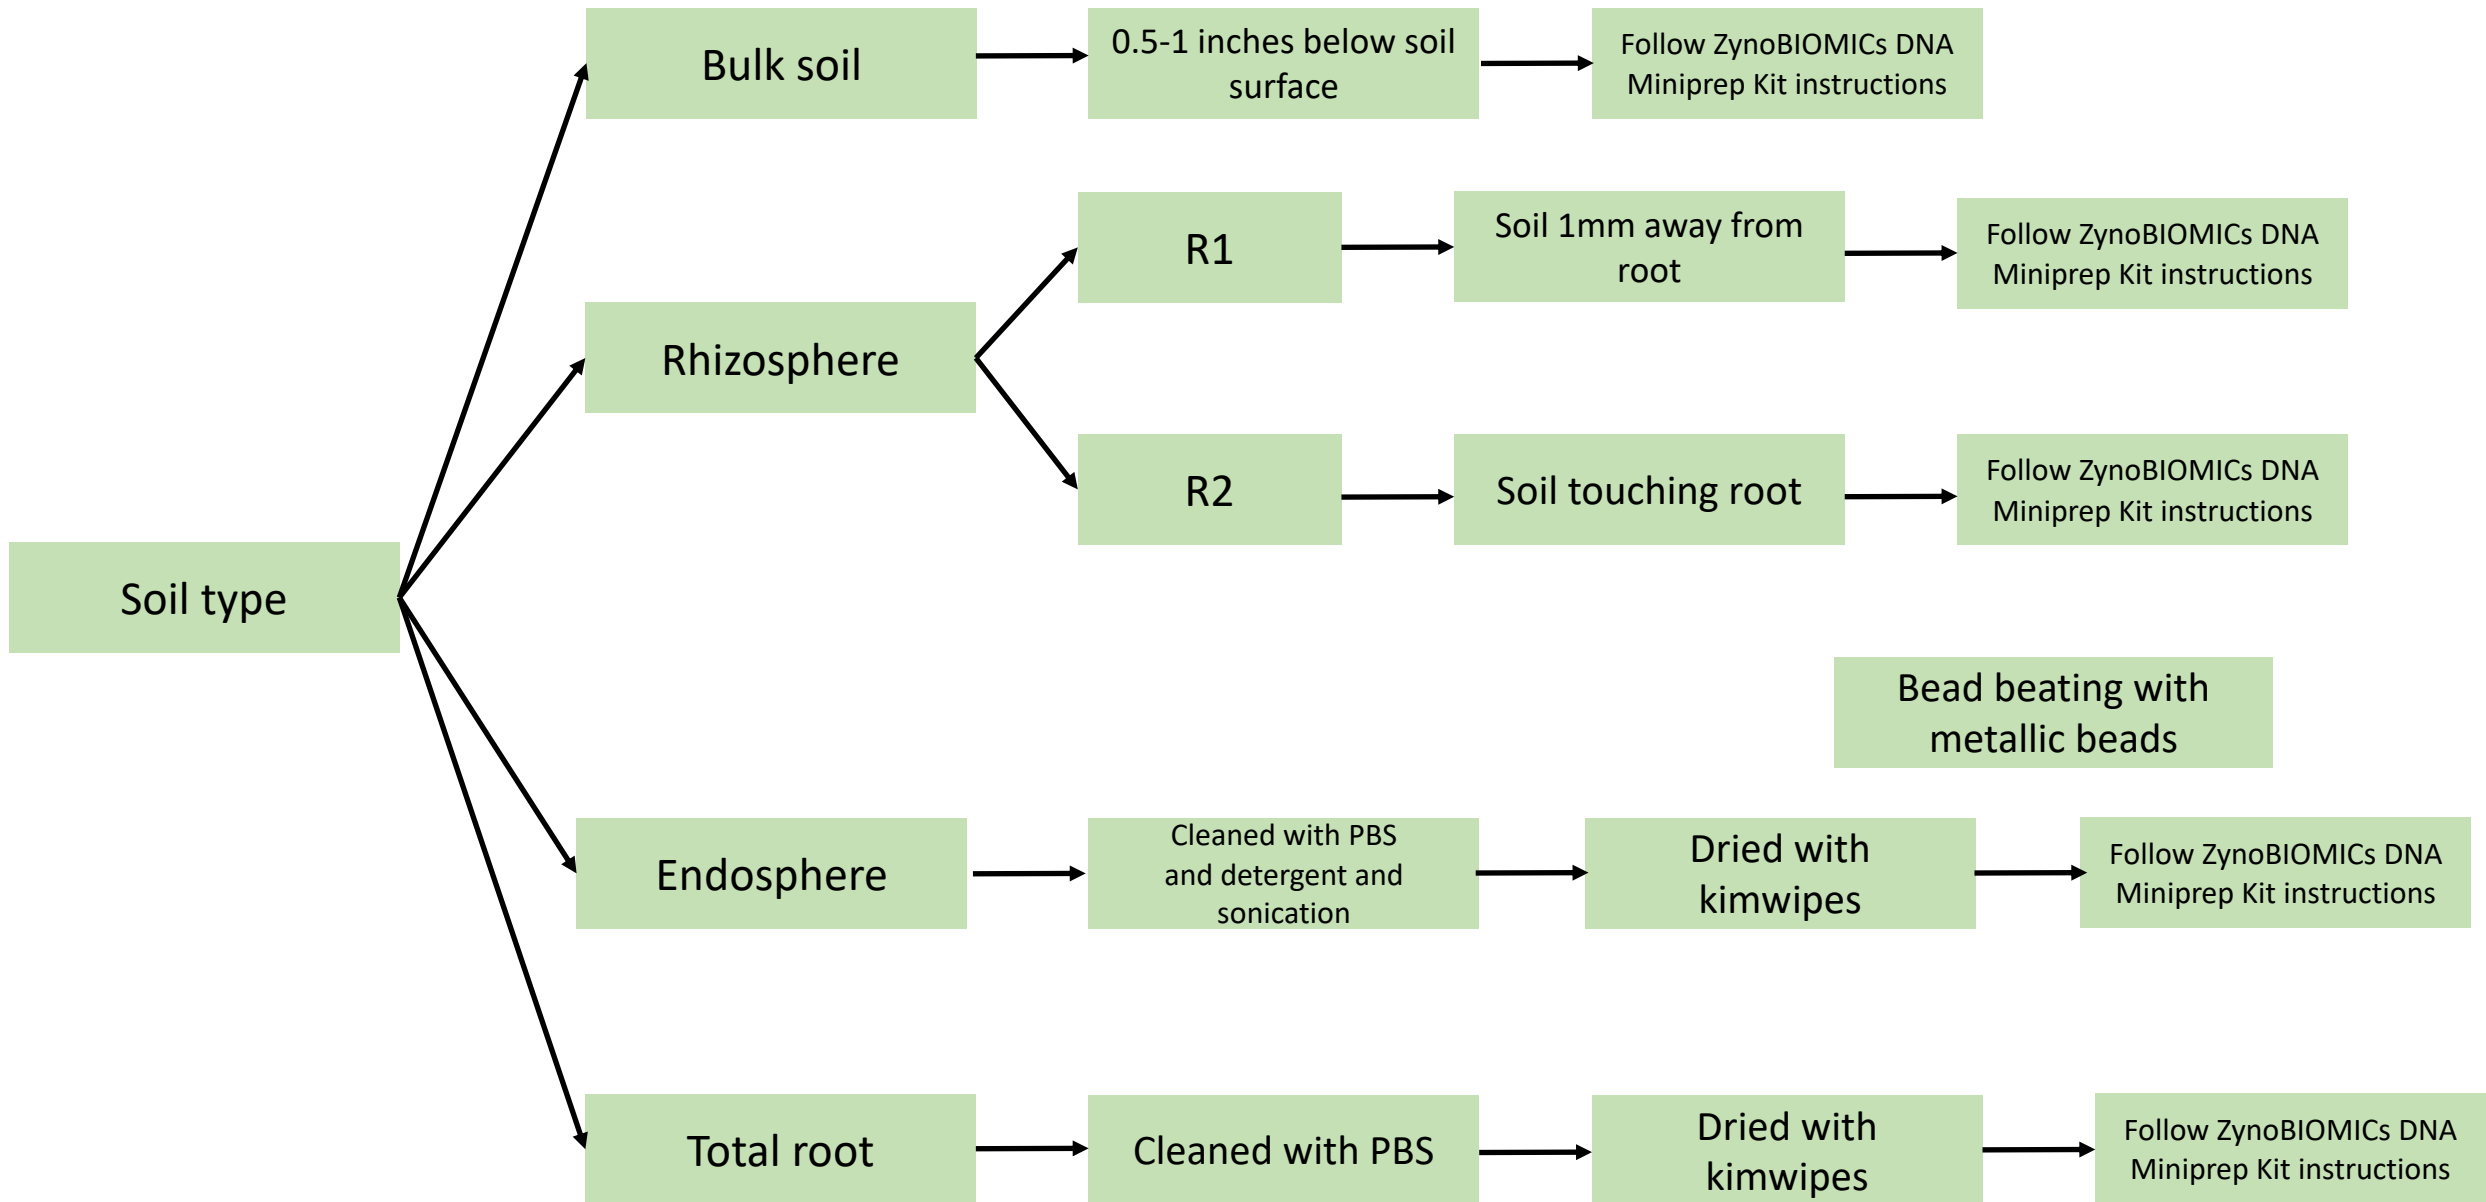 Bulk soil
0.5-1 inches below soil
surface
Follow ZynoBIOMICs DNA
Miniprep Kit instructions
R1
Soil 1mm away from
root
Follow ZynoBIOMICs DNA
Miniprep Kit instructions
Rhizosphere
R2
Soil touching root
Follow ZynoBIOMICs DNA
Miniprep Kit instructions
Soil type
Bead beating with
metallic beads
Endosphere
Cleaned with PBS
and detergent and
sonication
Dried with
kimwipes
Follow ZynoBIOMICs DNA
Miniprep Kit instructions
Total root
Cleaned with PBS
Dried with
kimwipes
Follow ZynoBIOMICs DNA
Miniprep Kit instructions